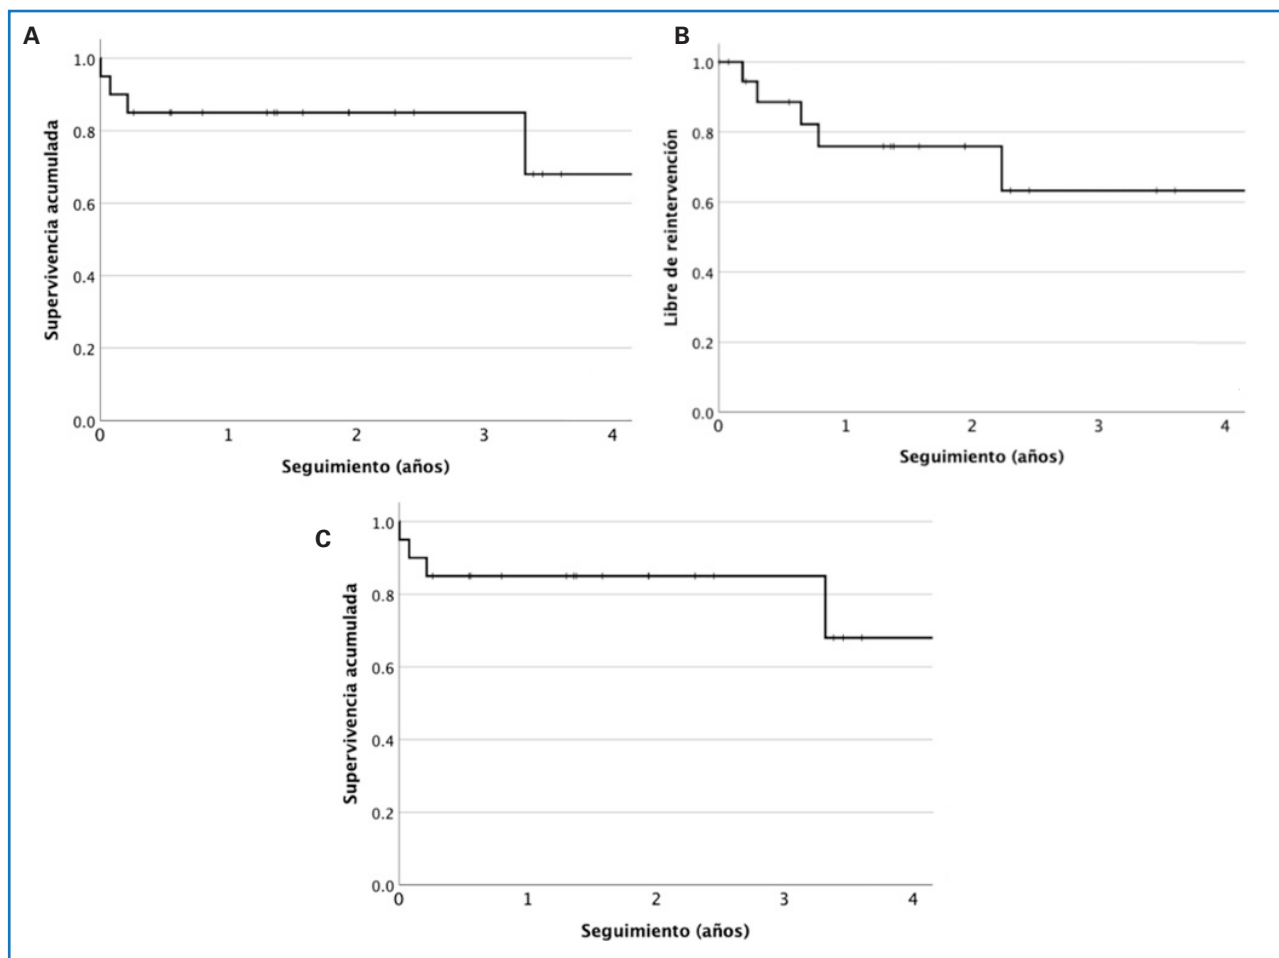 A
1.0
0.8
0.6
0.4
0.2
0.0
Supervivencia acumulada
0 1 2 3 4
Seguimiento (años)
B
1.0
0.8
0.6
0.4
0.2
0.0
Libre de reintervención
0 1 2 3 4
Seguimiento (años)
C
1.0
0.8
0.6
0.4
0.2
0.0
Supervivencia acumulada
0 1 2 3 4
Seguimiento (años)